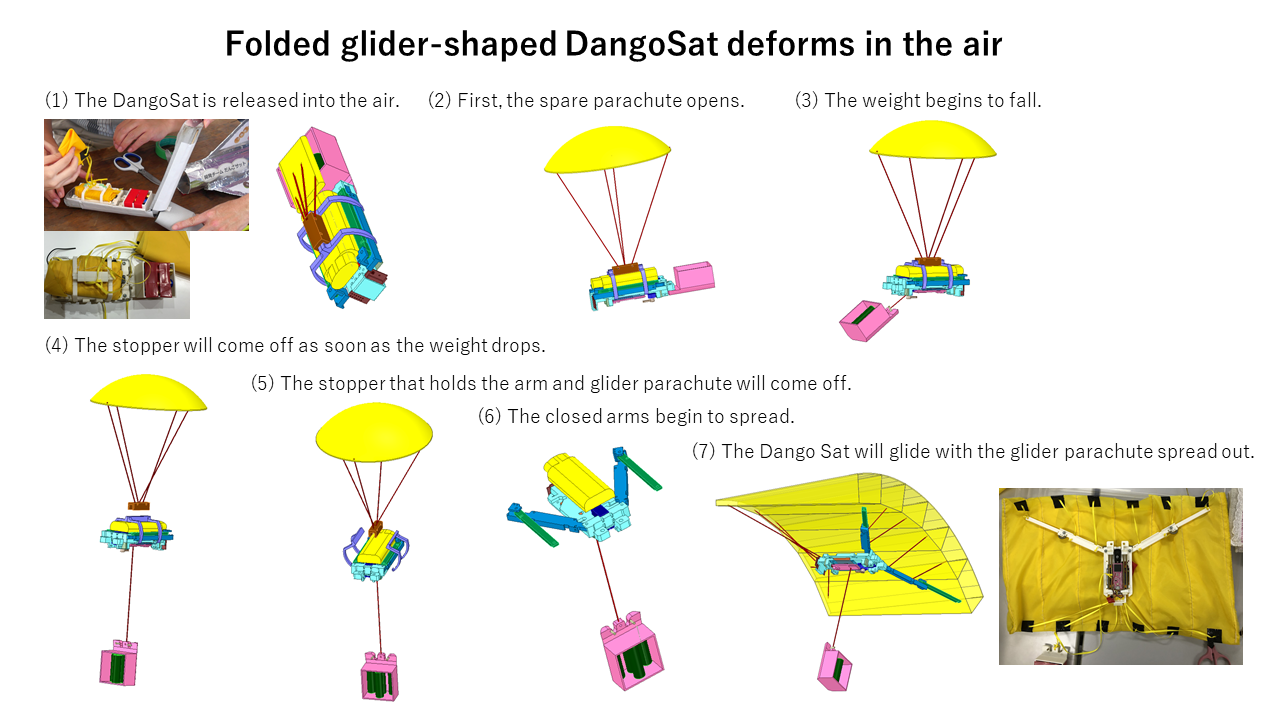 Folded glider-shaped DangoSat deforms in the air
(1) The DangoSat is released into the air.
(2) First, the spare parachute opens.
(3) The weight begins to fall.
(4) The stopper will come off as soon as the weight drops.
(5) The stopper that holds the arm and glider parachute will come off.
(6) The closed arms begin to spread.
(7) The Dango Sat will glide with the glider parachute spread out.